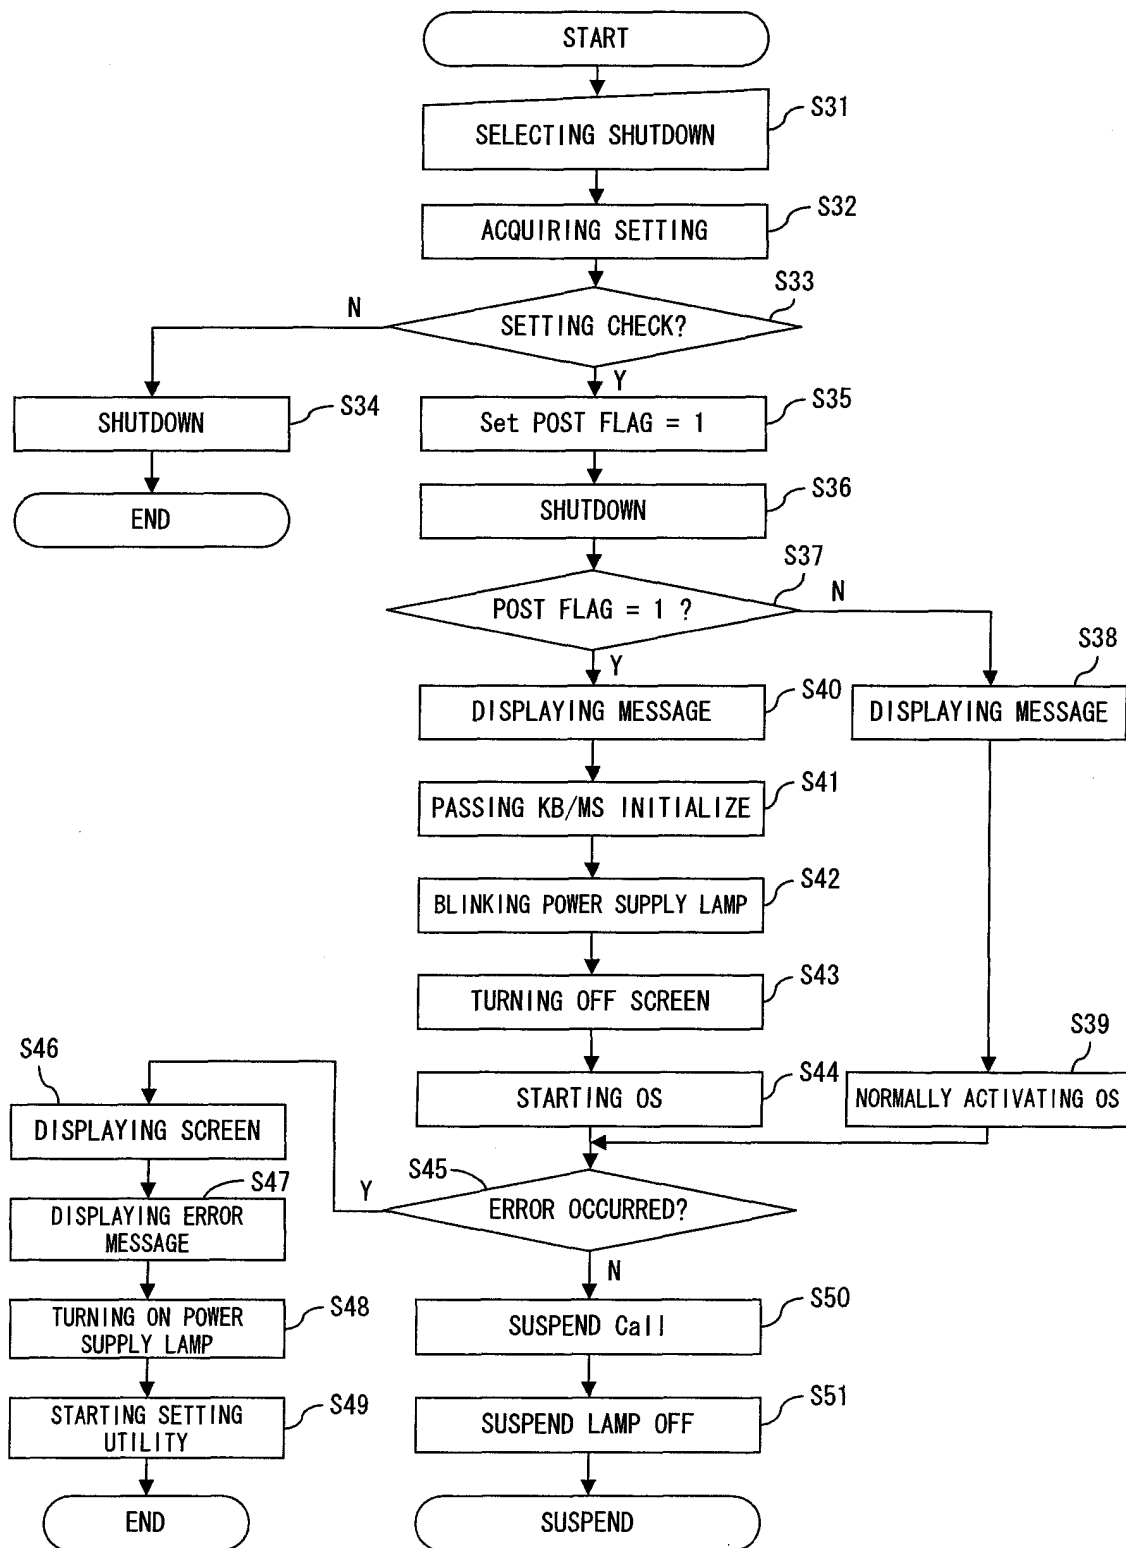 START
S31
SELECTING SHUTDOWN
S32
ACQUIRING SETTING
S33
N
SETTING CHECK?
Y
S34
SHUTDOWN
S35
Set POST FLAG = 1
END
S36
SHUTDOWN
S37
POST FLAG = 1 ?
N
Y
S38
S40
DISPLAYING MESSAGE
DISPLAYING MESSAGE
S41
PASSING KB/MS INITIALIZE
S42
BLINKING POWER SUPPLY LAMP
S43
TURNING OFF SCREEN
S39
S46
S44
STARTING OS
NORMALLY ACTIVATING OS
DISPLAYING SCREEN
S45
S47
Y
ERROR OCCURRED?
DISPLAYING ERROR
MESSAGE
N
S48
TURNING ON POWER
SUPPLY LAMP
S50
SUSPEND Call
S49
STARTING SETTING
UTILITY
S51
SUSPEND LAMP OFF
END
SUSPEND